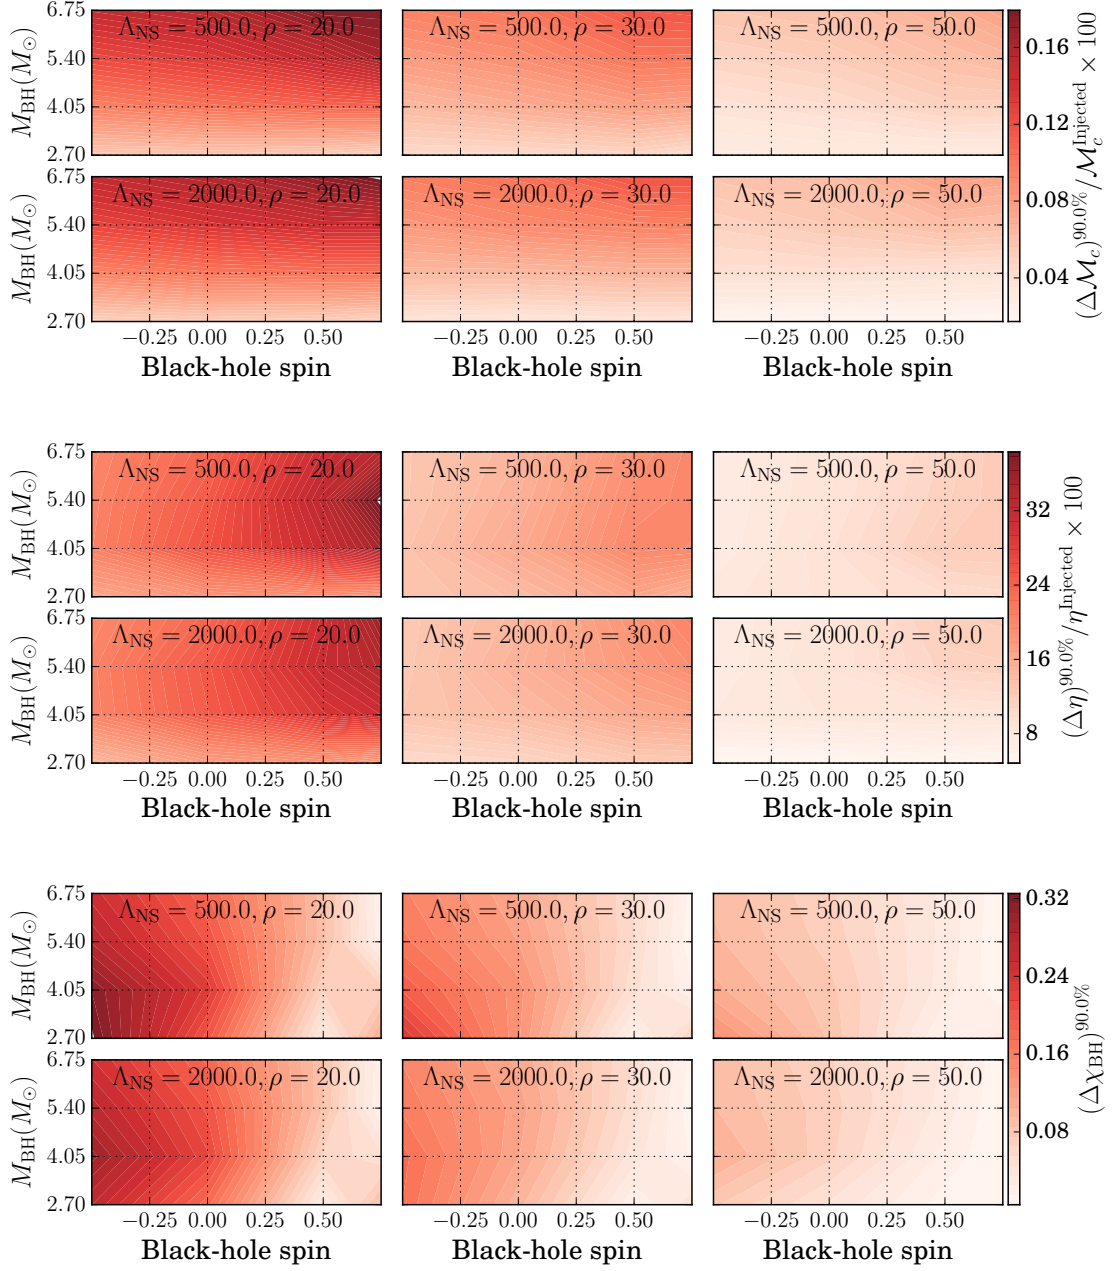 6.75
5.40
4.05
2.70
M_BH(M_⊙)
Λ_NS = 500.0, ρ = 20.0
Λ_NS = 500.0, ρ = 30.0
Λ_NS = 500.0, ρ = 50.0
6.75
5.40
4.05
2.70
M_BH(M_⊙)
Λ_NS = 2000.0, ρ = 20.0
Λ_NS = 2000.0, ρ = 30.0
Λ_NS = 2000.0, ρ = 50.0
−0.25 0.00 0.25 0.50
−0.25 0.00 0.25 0.50
−0.25 0.00 0.25 0.50
Black-hole spin
Black-hole spin
Black-hole spin
0.16
0.12
0.08
0.04
(Δℳ_c)^90.0%/ℳ_c^Injected × 100
6.75
5.40
4.05
2.70
M_BH(M_⊙)
Λ_NS = 500.0, ρ = 20.0
Λ_NS = 500.0, ρ = 30.0
Λ_NS = 500.0, ρ = 50.0
6.75
5.40
4.05
2.70
M_BH(M_⊙)
Λ_NS = 2000.0, ρ = 20.0
Λ_NS = 2000.0, ρ = 30.0
Λ_NS = 2000.0, ρ = 50.0
−0.25 0.00 0.25 0.50
−0.25 0.00 0.25 0.50
−0.25 0.00 0.25 0.50
Black-hole spin
Black-hole spin
Black-hole spin
32
24
16
8
(Δη)^90.0%/η^Injected × 100
6.75
5.40
4.05
2.70
M_BH(M_⊙)
Λ_NS = 500.0, ρ = 20.0
Λ_NS = 500.0, ρ = 30.0
Λ_NS = 500.0, ρ = 50.0
6.75
5.40
4.05
2.70
M_BH(M_⊙)
Λ_NS = 2000.0, ρ = 20.0
Λ_NS = 2000.0, ρ = 30.0
Λ_NS = 2000.0, ρ = 50.0
−0.25 0.00 0.25 0.50
−0.25 0.00 0.25 0.50
−0.25 0.00 0.25 0.50
Black-hole spin
Black-hole spin
Black-hole spin
0.32
0.24
0.16
0.08
(Δχ_BH)^90.0%